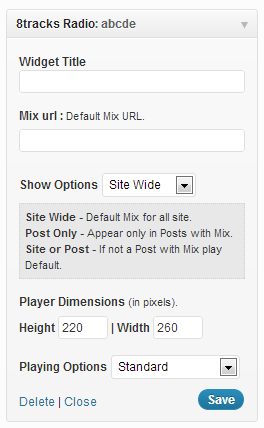 8tracks Radio: abcde
Widget Title
Mix url : Default Mix URL.
Show Options Site Wide
Site Wide - Default Mix for all site.
Post Only - Appear only in Posts with Mix.
Site or Post - If not a Post with Mix play
Default.
Player Dimensions (in pixels).
Height 220 | Width 260
Playing Options Standard
Delete | Close Save